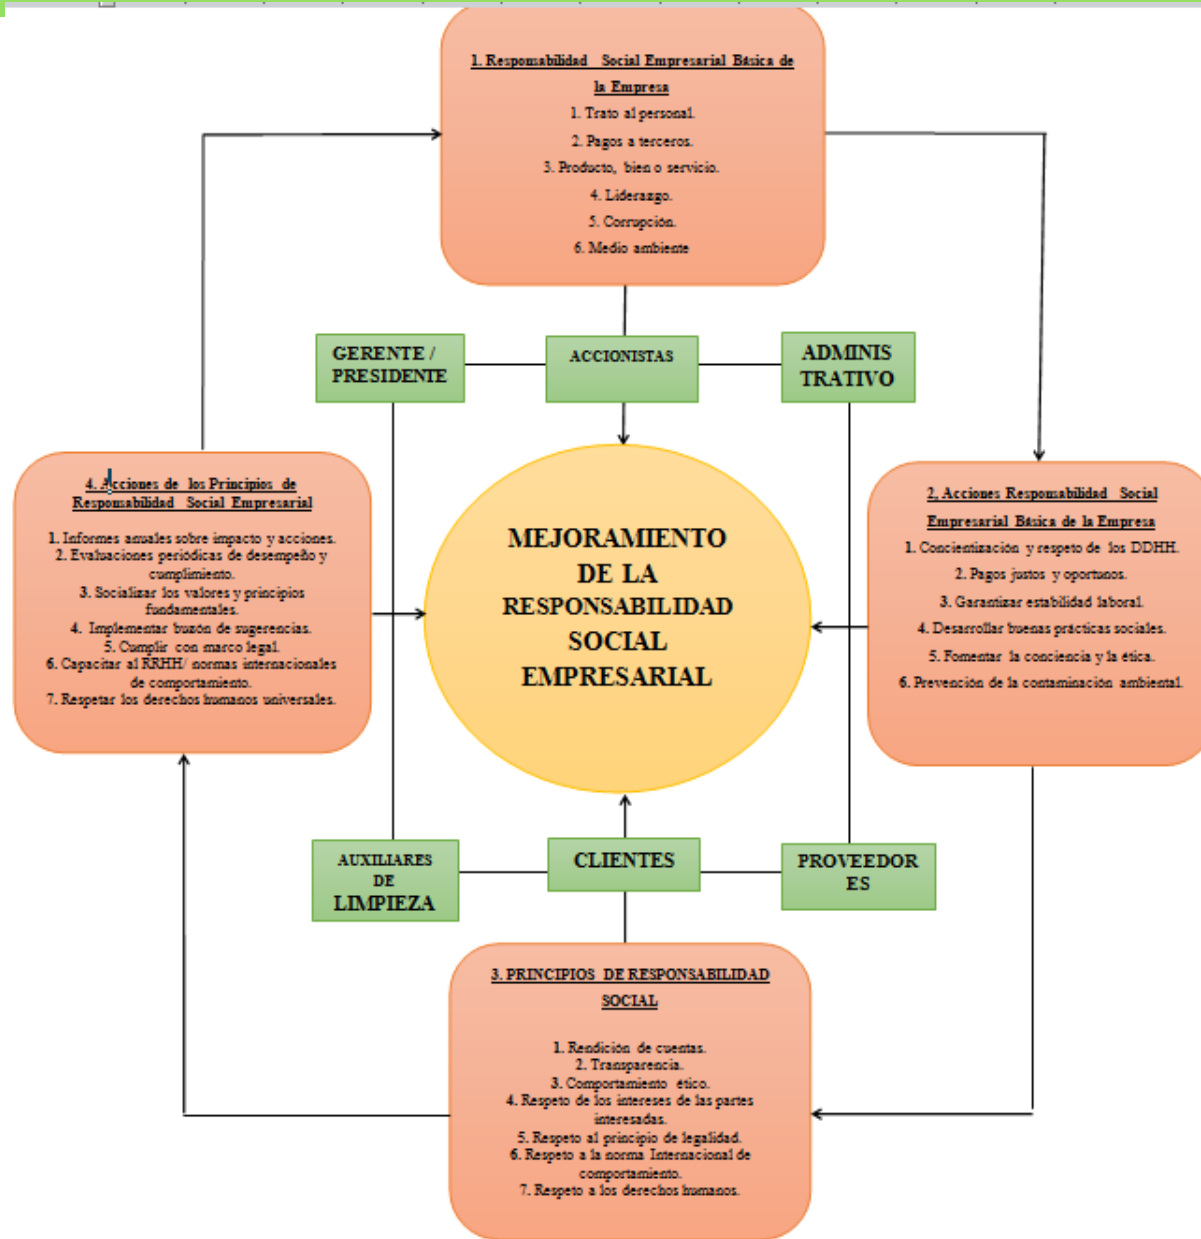 1. Responsabilidad Social Empresarial Básica de
la Empresa
1. Trato al personal.
2. Pagos a terceros.
3. Producto, bien o servicio.
4. Liderazgo.
5. Corrupción.
6. Medio ambiente
GERENTE /
PRESIDENTE
ACCIONISTAS
ADMINIS
TRATIVO
4. Acciones de los Principios de
Responsabilidad Social Empresarial
1. Informes anuales sobre impacto y acciones.
2. Evaluaciones periódicas de desempeño y
cumplimiento.
3. Socializar los valores y principios
fundamentales.
4. Implementar buzón de sugerencias.
5. Cumplir con marco legal.
6. Capacitar al RRHH/ normas internacionales
de comportamiento.
7. Respetar los derechos humanos universales.
MEJORAMIENTO
DE LA
RESPONSABILIDAD
SOCIAL
EMPRESARIAL
2, Acciones Responsabilidad Social
Empresarial Básica de la Empresa
1. Concientización y respeto de los DDHH.
2. Pagos justos y oportunos.
3. Garantizar estabilidad laboral.
4. Desarrollar buenas prácticas sociales.
5. Fomentar la conciencia y la ética.
6. Prevención de la contaminación ambiental.
AUXILIARES
DE
LIMPIEZA
CLIENTES
PROVEEDOR
ES
3. PRINCIPIOS DE RESPONSABILIDAD
SOCIAL
1. Rendición de cuentas.
2. Transparencia.
3. Comportamiento ético.
4. Respeto de los intereses de las partes
interesadas.
5. Respeto al principio de legalidad.
6. Respeto a la norma Internacional de
comportamiento.
7. Respeto a los derechos humanos.